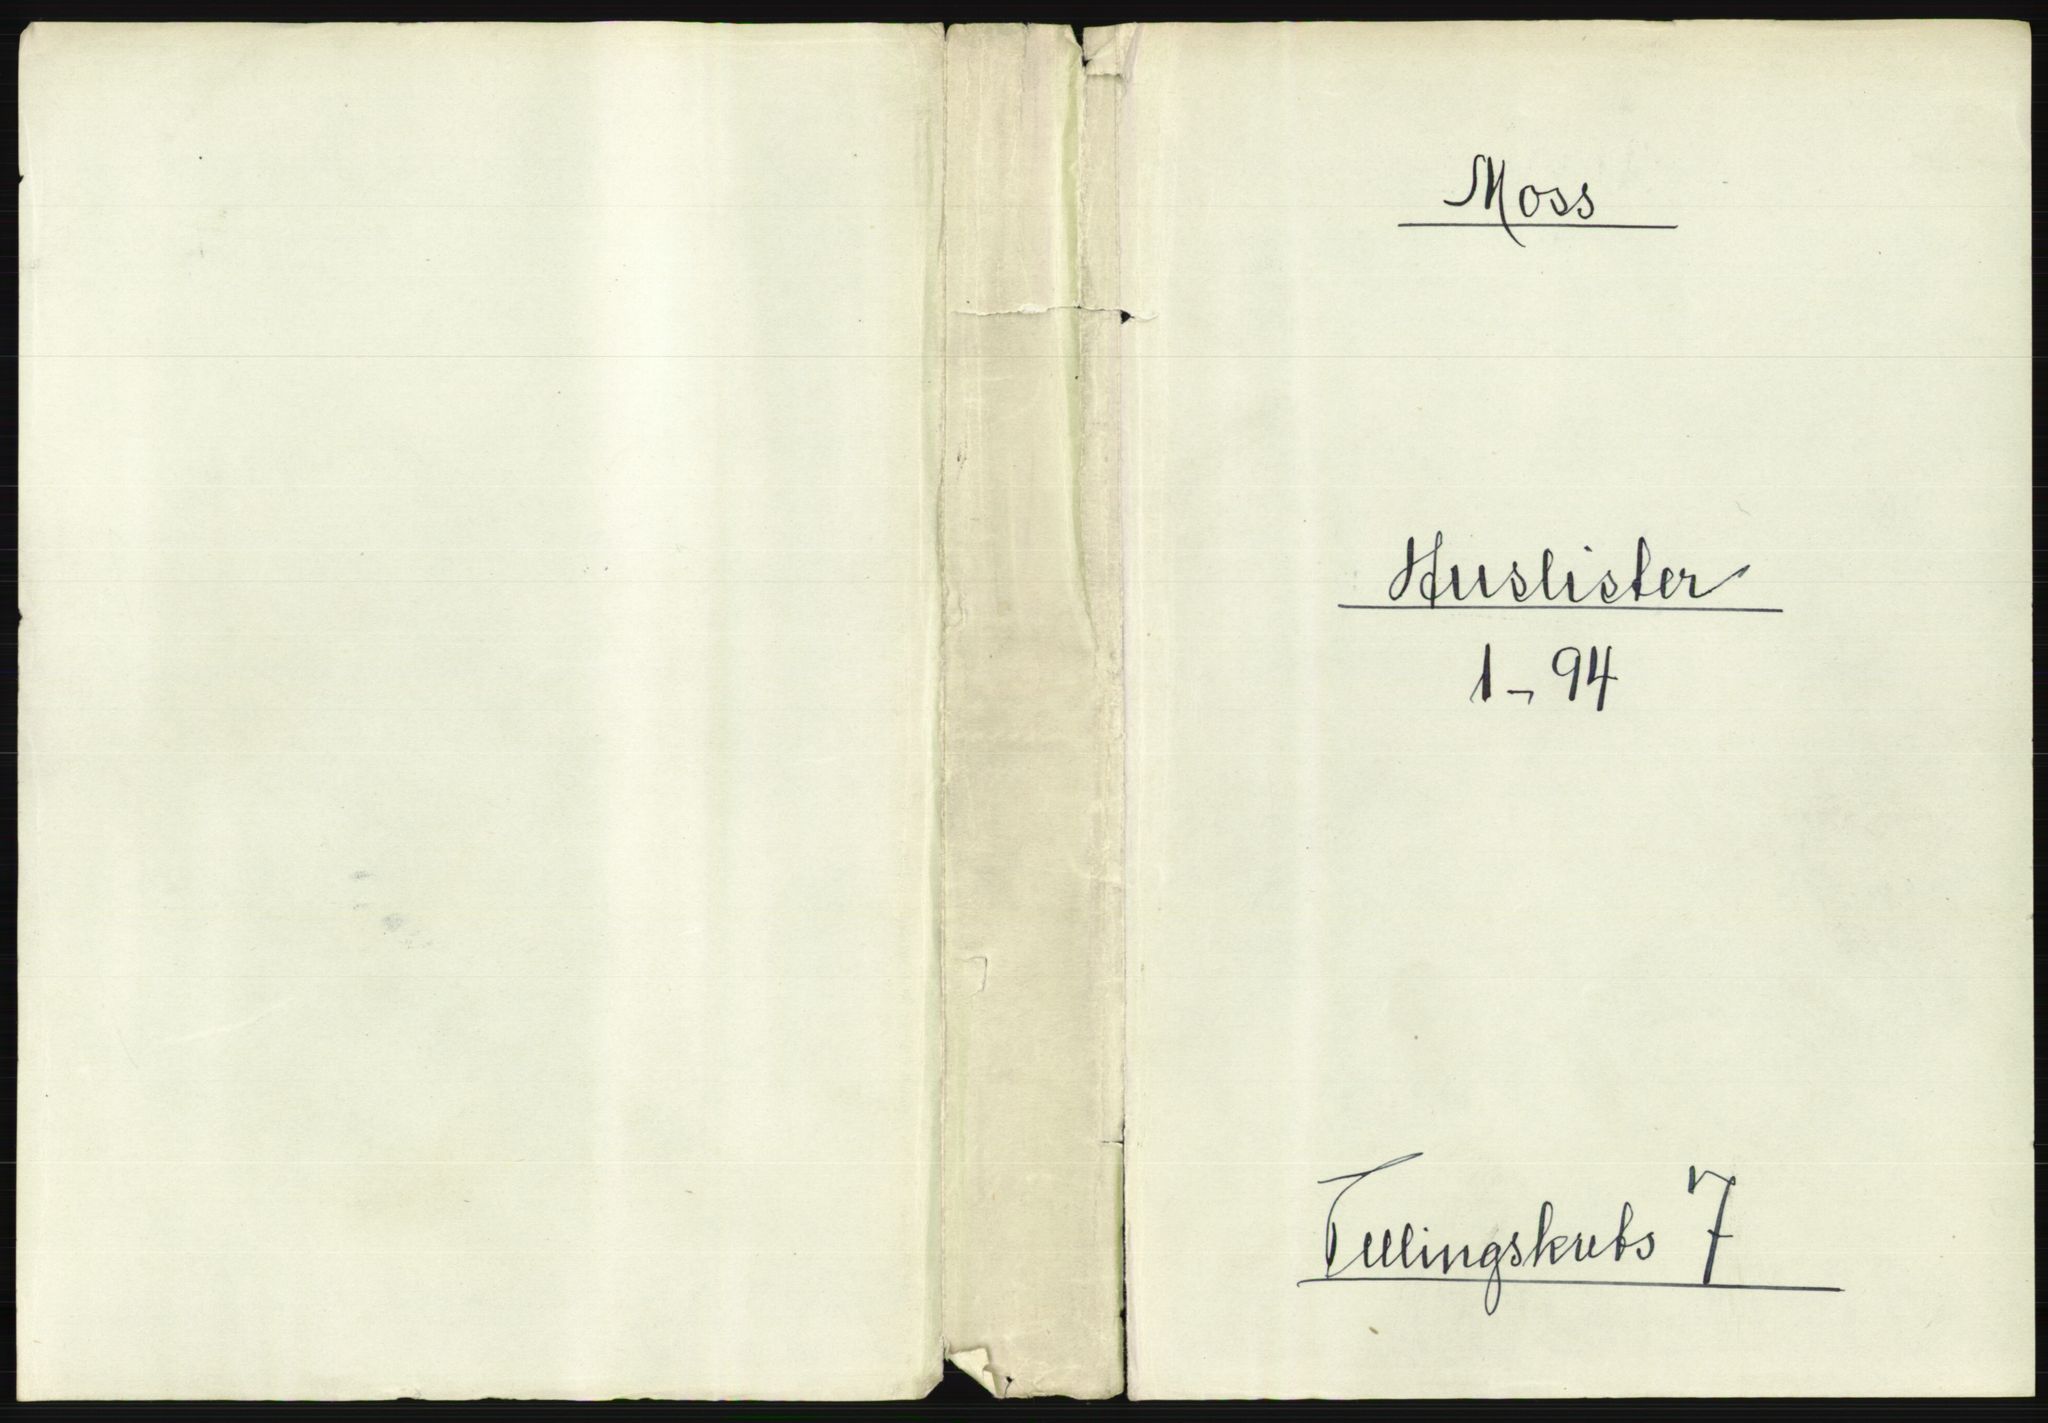 Moss
Huslister
1 - 94
Tellingskrets 7